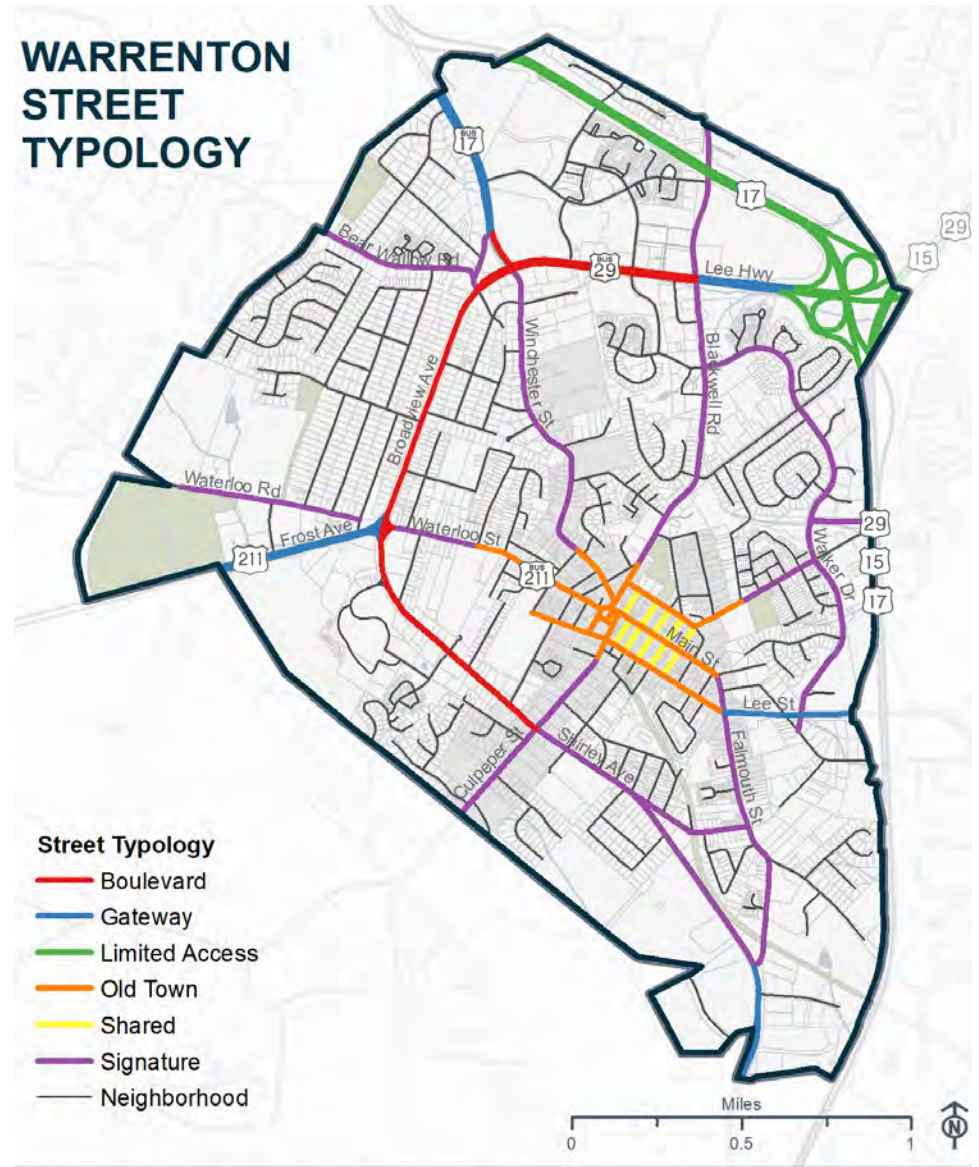 WARRENTON
STREET
TYPOLOGY
BUS
17
17
29
15
Bear Wallow Rd
BUS
29
Lee Hwy
Winchester St
Blackwell Rd
Broadview Ave
Waterloo Rd
Frost Ave
211
Waterloo St
BUS
211
29
15
17
Walker Dr
Main St
Lee St
Culpeper St
Shirley Ave
Falmouth St
Street Typology
Boulevard
Gateway
Limited Access
Old Town
Shared
Signature
Neighborhood
Miles
0
0.5
1
N